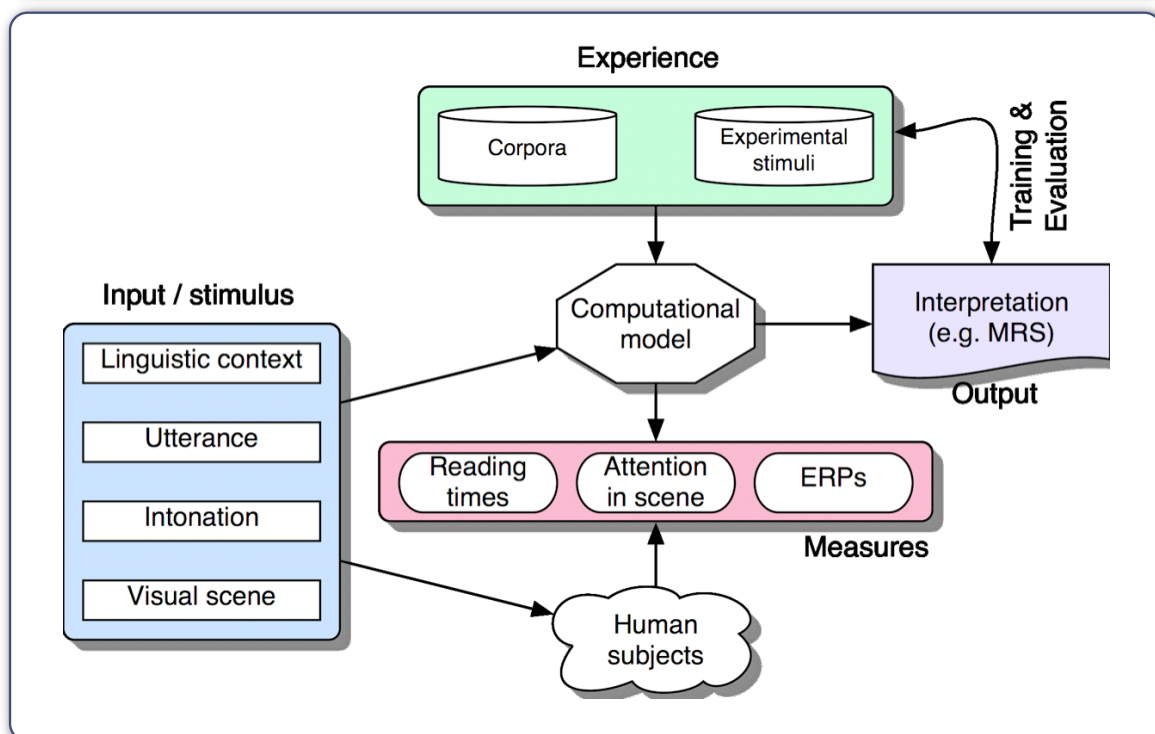 Experience
Corpora
Experimental
stimuli
Training &
Evaluation
Input / stimulus
Linguistic context
Utterance
Intonation
Visual scene
Computational
model
Interpretation
(e.g. MRS)
Output
Reading
times
Attention
in scene
ERPs
Measures
Human
subjects